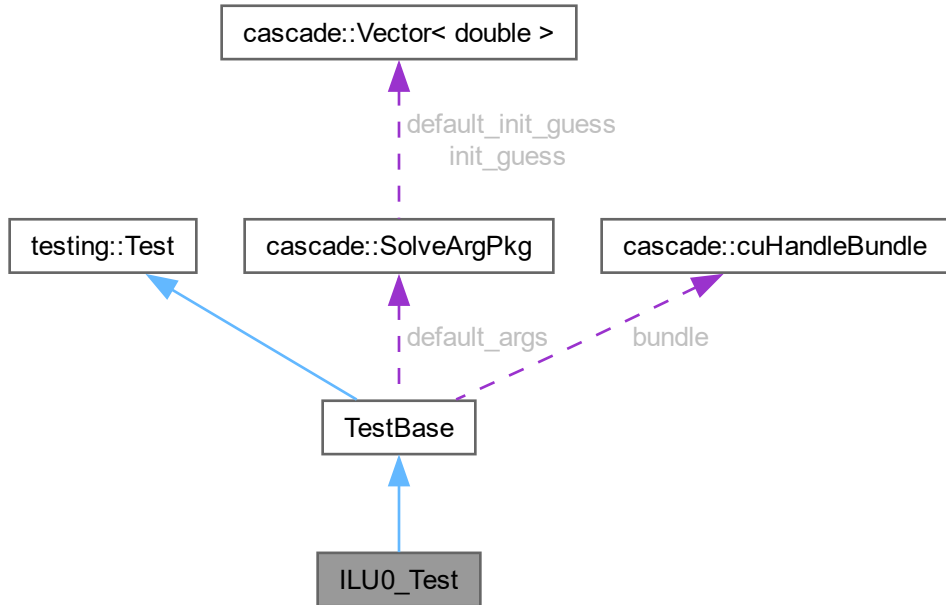 cascade::Vector< double >
default_init_guess
init_guess
testing::Test
cascade::SolveArgPkg
cascade::cuHandleBundle
default_args
bundle
TestBase
ILU0_Test